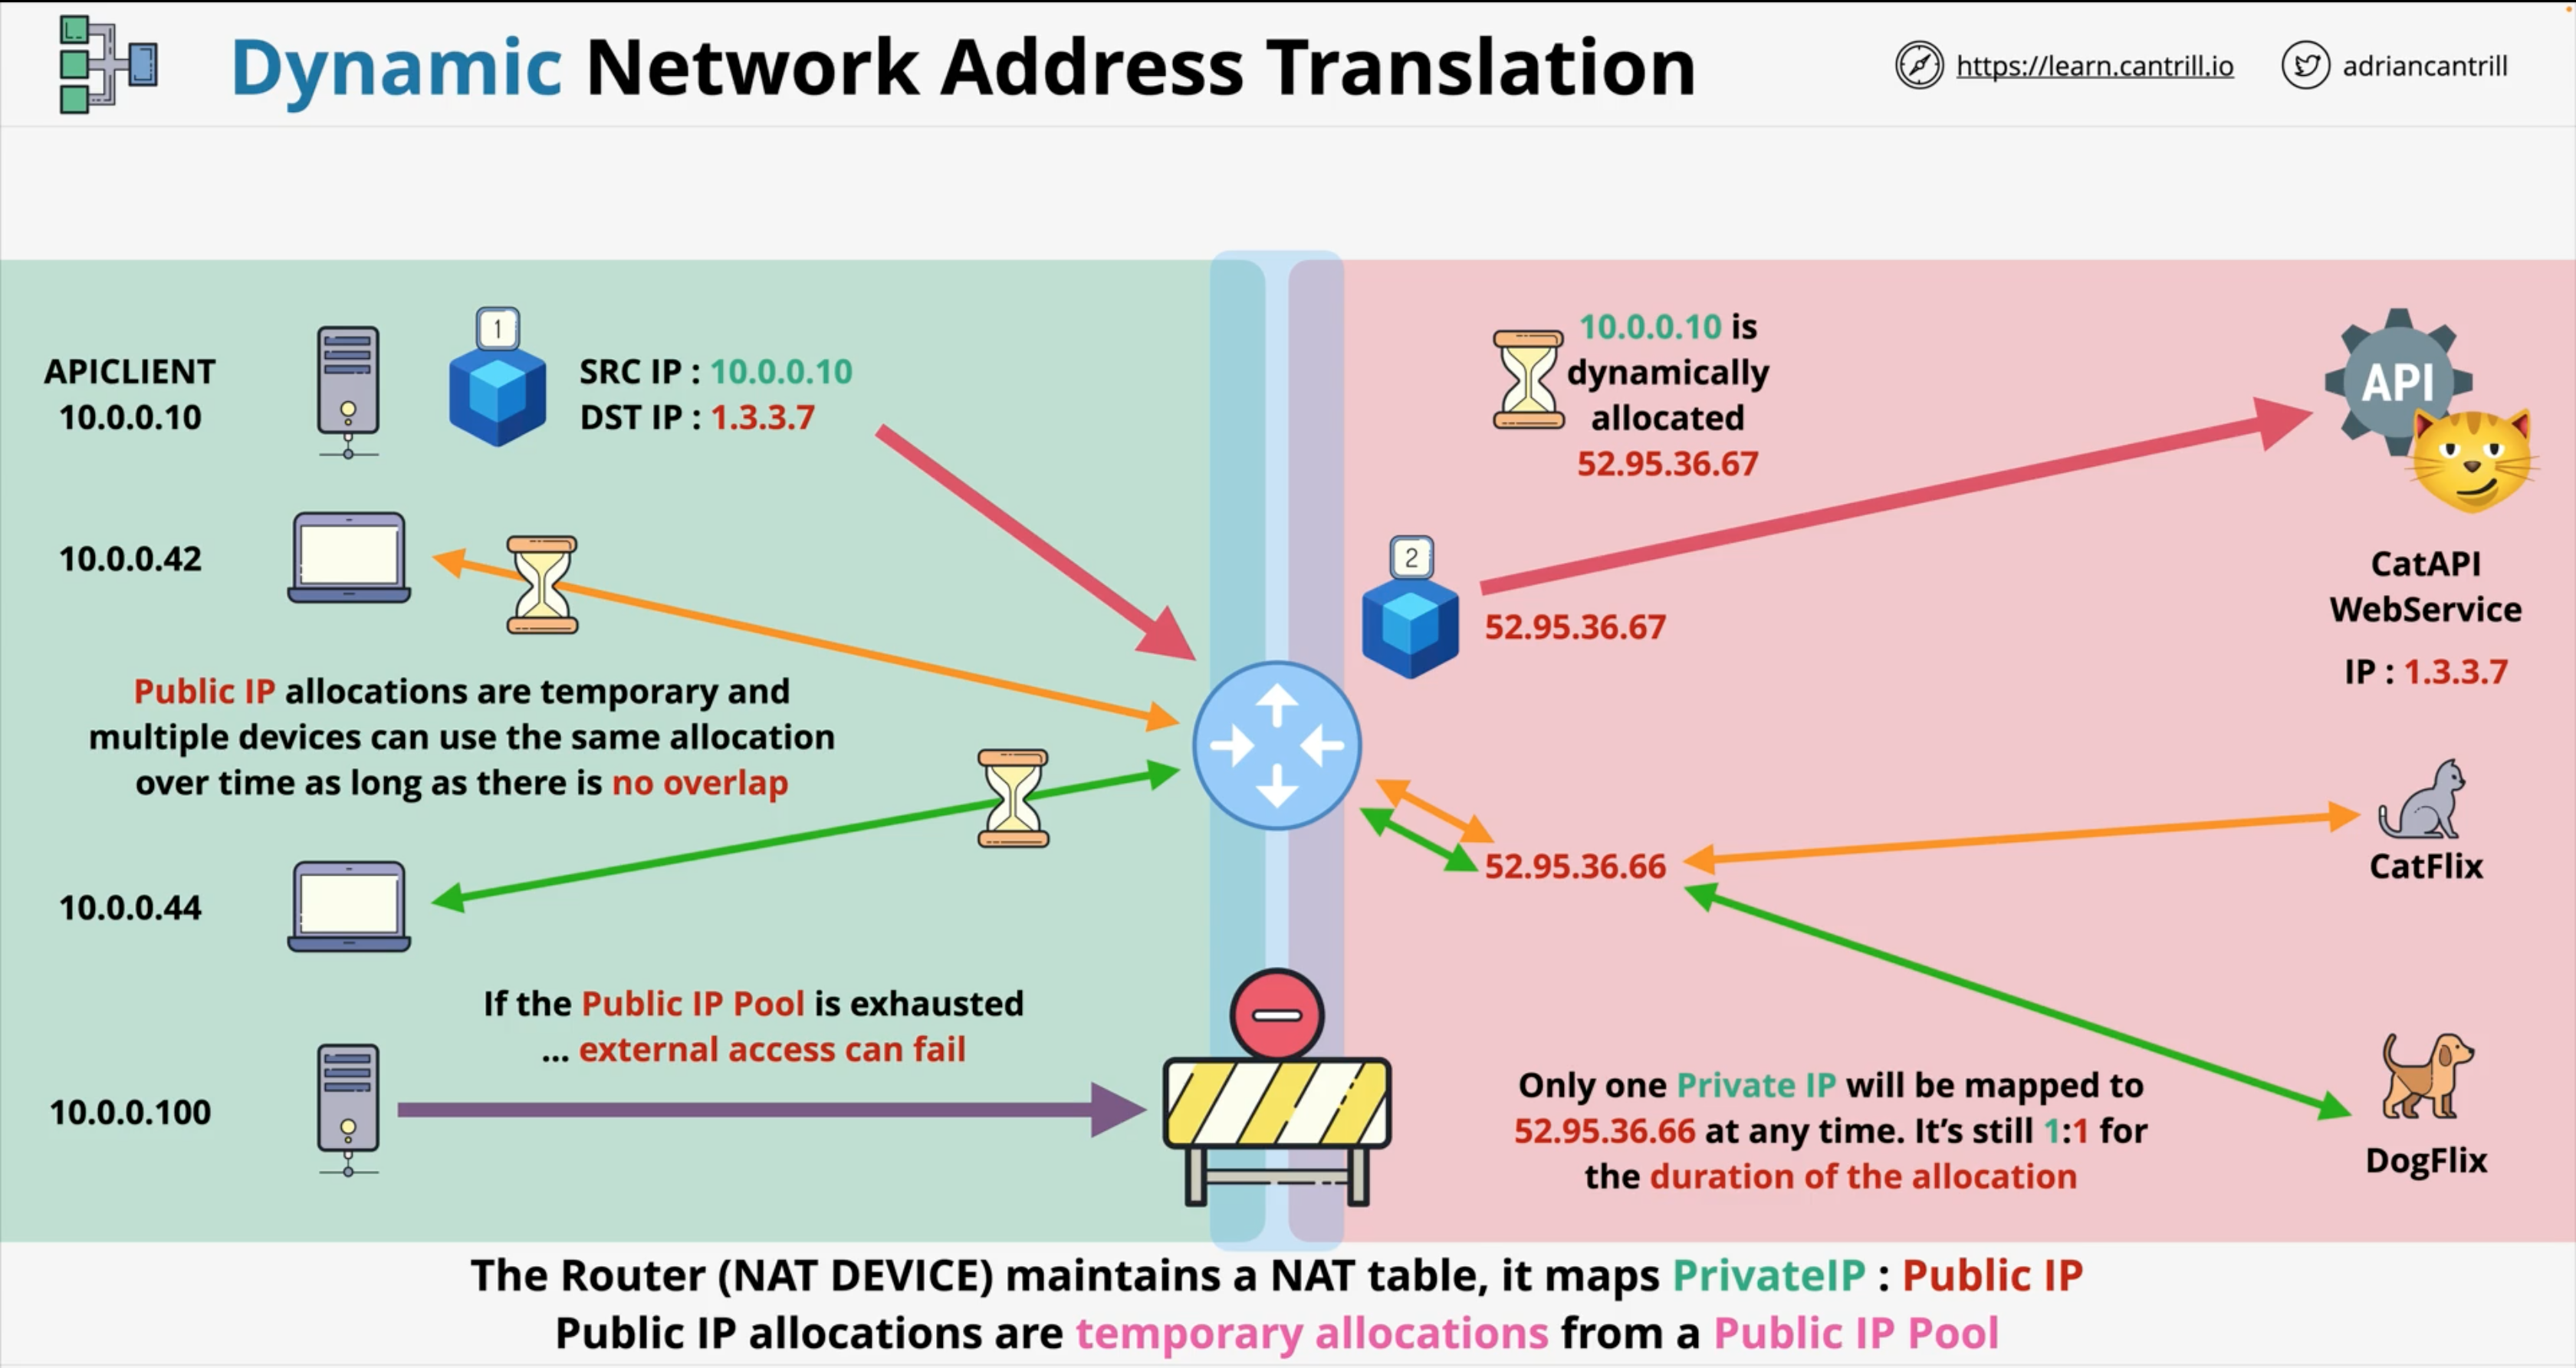 Dynamic Network Address Translation
https://learn.cantrill.io
adriancantrill
APICLIENT
10.0.0.10
1
SRC IP : 10.0.0.10
DST IP : 1.3.3.7
10.0.0.10 is
dynamically
allocated
52.95.36.67
API
CatAPI
WebService
IP : 1.3.3.7
10.0.0.42
2
52.95.36.67
Public IP allocations are temporary and
multiple devices can use the same allocation
over time as long as there is no overlap
52.95.36.66
CatFlix
10.0.0.44
If the Public IP Pool is exhausted
... external access can fail
10.0.0.100
Only one Private IP will be mapped to
52.95.36.66 at any time. It’s still 1:1 for
the duration of the allocation
DogFlix
The Router (NAT DEVICE) maintains a NAT table, it maps PrivateIP : Public IP
Public IP allocations are temporary allocations from a Public IP Pool